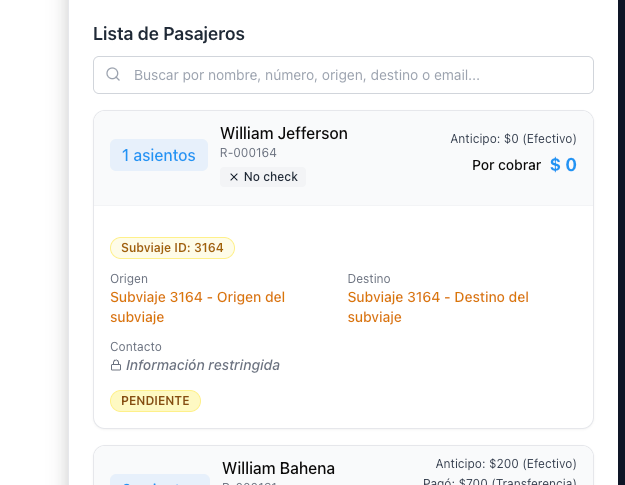 Lista de Pasajeros
Buscar por nombre, número, origen, destino o email...
1 asientos
William Jefferson
R-000164
No check
Anticipo: $0 (Efectivo)
Por cobrar $ 0
Subviaje ID: 3164
Origen
Subviaje 3164 - Origen del
subviaje
Destino
Subviaje 3164 - Destino del
subviaje
Contacto
Información restringida
PENDIENTE
William Bahena
Anticipo: $200 (Efectivo)
Pagó: $700 (Transferencia)